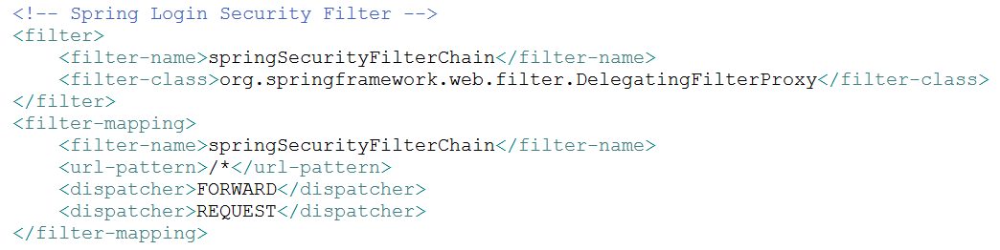 <!-- Spring Login Security Filter -->
<filter>
    <filter-name>springSecurityFilterChain</filter-name>
    <filter-class>org.springframework.web.filter.DelegatingFilterProxy</filter-class>
</filter>
<filter-mapping>
    <filter-name>springSecurityFilterChain</filter-name>
    <url-pattern>/*</url-pattern>
    <dispatcher>FORWARD</dispatcher>
    <dispatcher>REQUEST</dispatcher>
</filter-mapping>